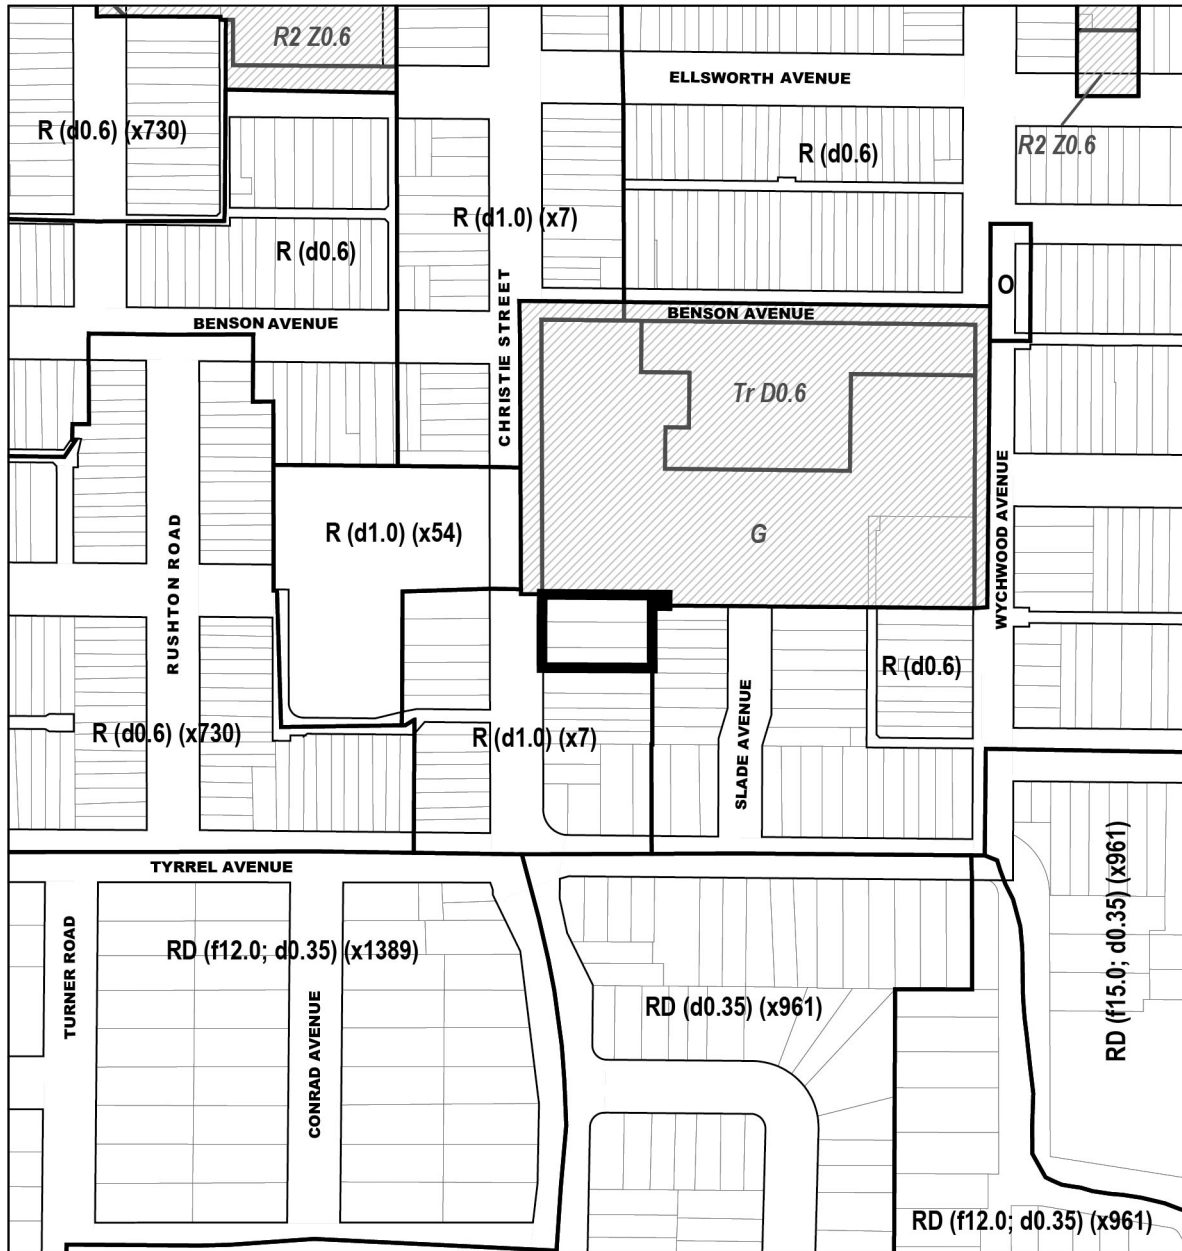 R2 Z0.6
ELLSWORTH AVENUE
R (d0.6) (x730)
R (d0.6)
R2 Z0.6
R (d1.0) (x7)
R (d0.6)
O
BENSON AVENUE
BENSON AVENUE
CHRISTIE STREET
Tr D0.6
WYCHWOOD AVENUE
R (d1.0) (x54)
G
RUSHTON ROAD
R (d0.6)
R (d0.6) (x730)
R (d1.0) (x7)
SLADE AVENUE
TYRREL AVENUE
RD (f15.0; d0.35) (x961)
TURNER ROAD
RD (f12.0; d0.35) (x1389)
RD (d0.35) (x961)
CONRAD AVENUE
RD (f12.0; d0.35) (x961)